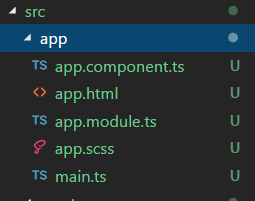 src
app
TS app.component.ts U
<> app.html U
TS app.module.ts U
app.scss U
TS main.ts U